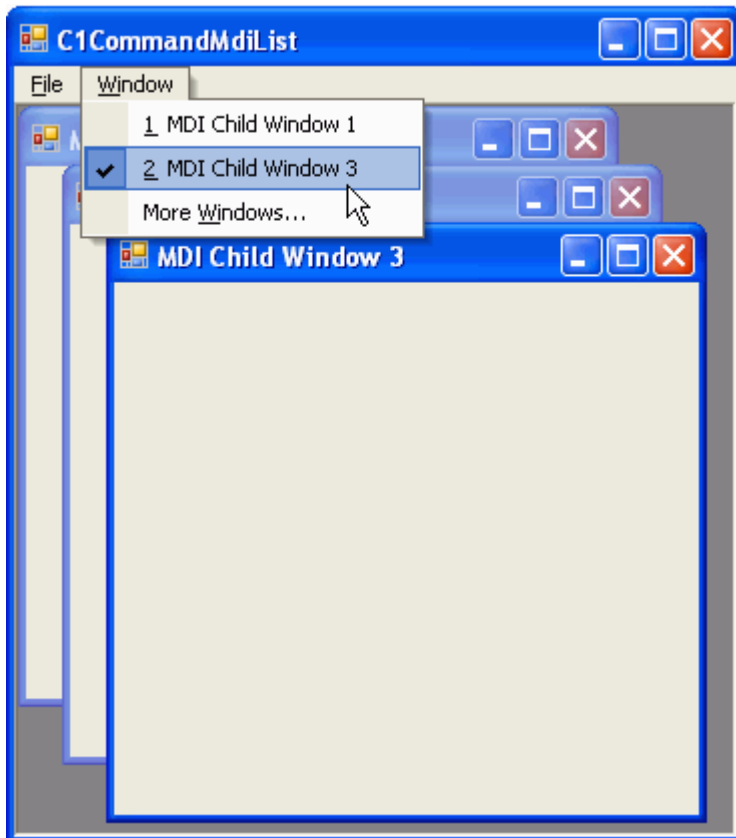 C1CommandMdiList
File Window
1 MDI Child Window 1
2 MDI Child Window 3
More Windows...
MDI Child Window 3